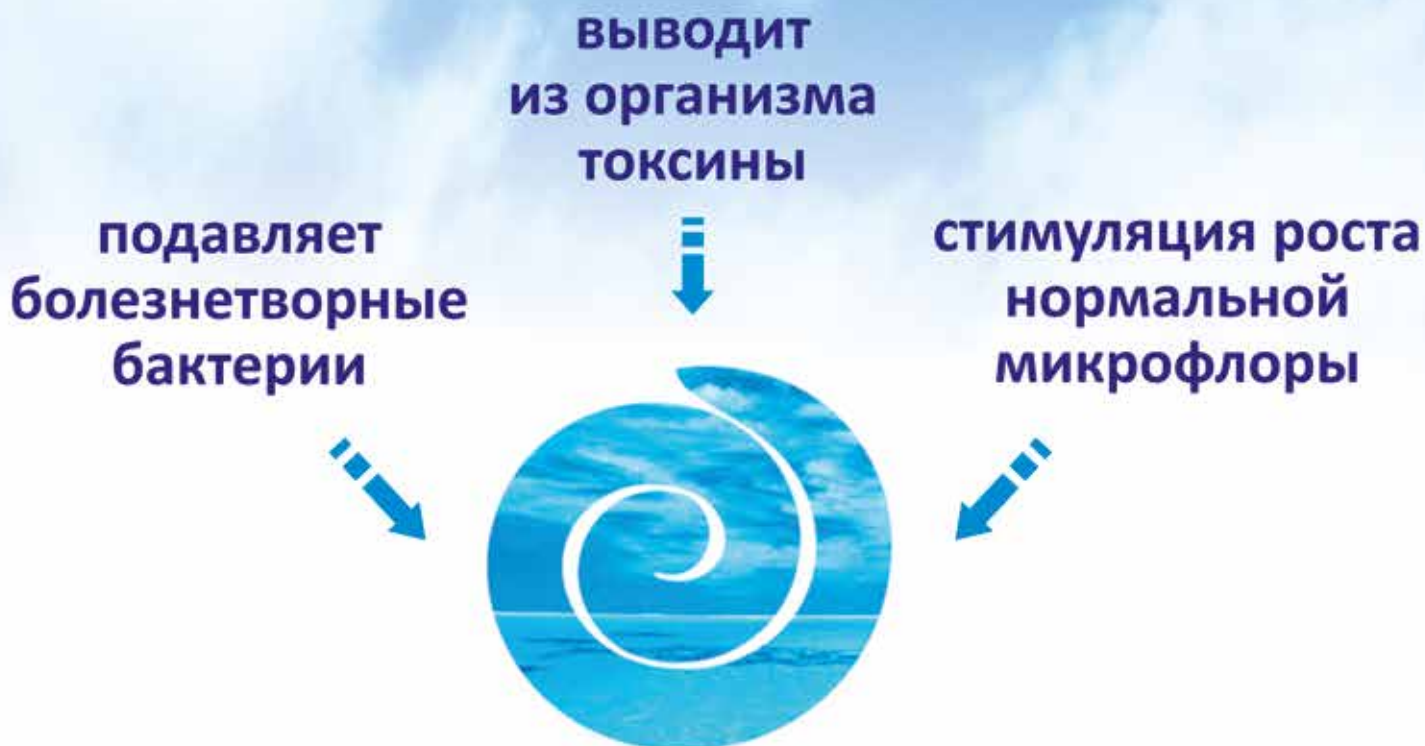 выводит
из организма
токсины
подавляет
болезнетворные
бактерии
стимуляция роста
нормальной
микрофлоры